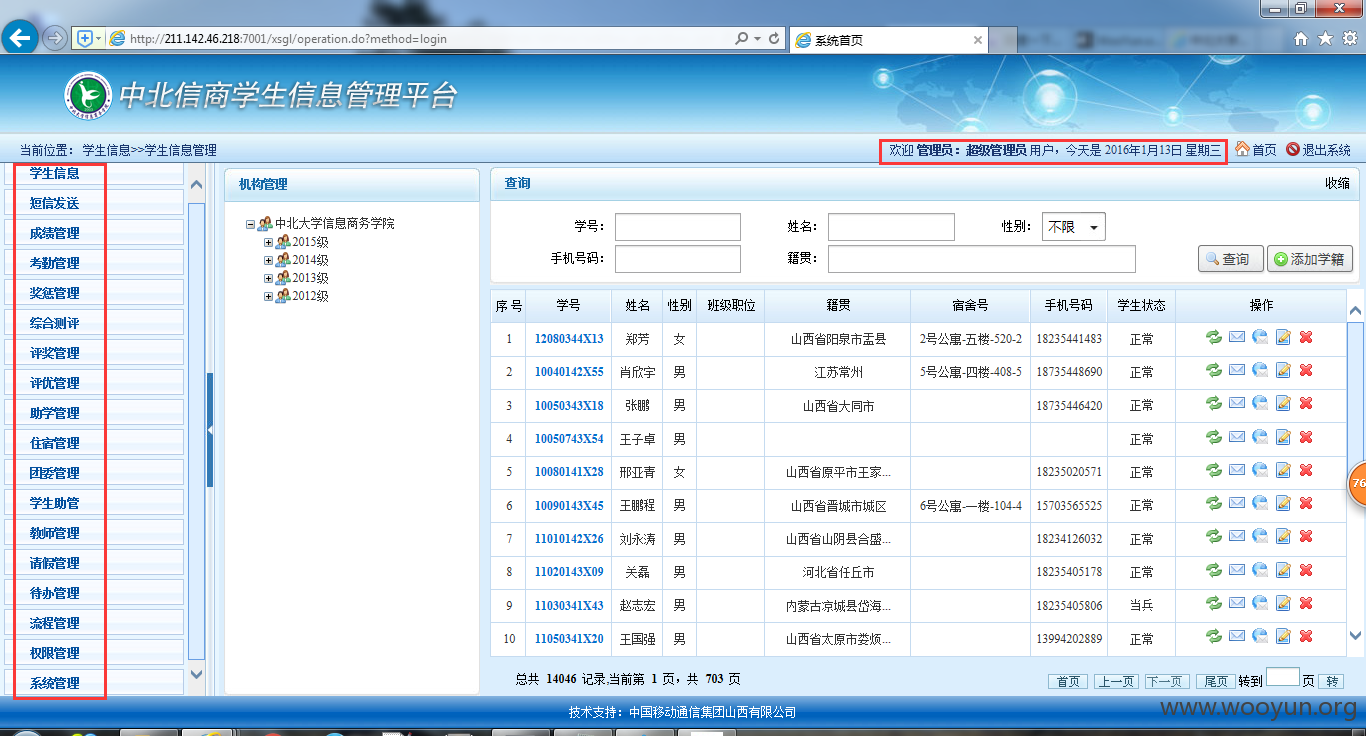 http://211.142.46.218:7001/xsgl/operation.do?method=login
系统首页
中北信商学生信息管理平台
当前位置: 学生信息>>学生信息管理
欢迎 管理员: 超级管理员 用户，今天是 2016年1月13日 星期三 首页 退出系统
学生信息
短信发送
成绩管理
考勤管理
奖惩管理
综合测评
评奖管理
评优管理
助学管理
住宿管理
团委管理
学生助管
教师管理
请假管理
待办管理
流程管理
权限管理
系统管理
机构管理
中北大学信息商务学院
2015级
2014级
2013级
2012级
查询 收缩
学号: 姓名: 性别: 不限
手机号码: 籍贯: 查询 添加学籍
序号 学号 姓名 性别 班级职位 籍贯 宿舍号 手机号码 学生状态 操作
1 12080344X13 郑芳 女 山西省阳泉市盂县 2号公寓-五楼-520-2 18235441483 正常
2 10040142X55 肖欣宇 男 江苏常州 5号公寓-四楼-408-5 18735448690 正常
3 10050343X18 张鹏 男 山西省大同市 18735446420 正常
4 10050743X54 王子卓 男 正常
5 10080141X28 邢亚青 女 山西省原平市王家... 18235020571 正常
6 10090143X45 王鹏程 男 山西省晋城市城区 6号公寓-一楼-104-4 15703565525 正常
7 11010142X26 刘永涛 男 山西省山阴县合盛... 18234126032 正常
8 11020143X09 关磊 男 河北省任丘市 18235405178 正常
9 11030341X43 赵志宏 男 内蒙古凉城县岱海... 18235405806 当兵
10 11050341X20 王国强 男 山西省太原市娄烦... 13994202889 正常
总共 14046 记录,当前第 1 页，共 703 页
首页 上一页 下一页 尾页 转到 页 转
技术支持: 中国移动通信集团山西有限公司
76
www.wooyun.org